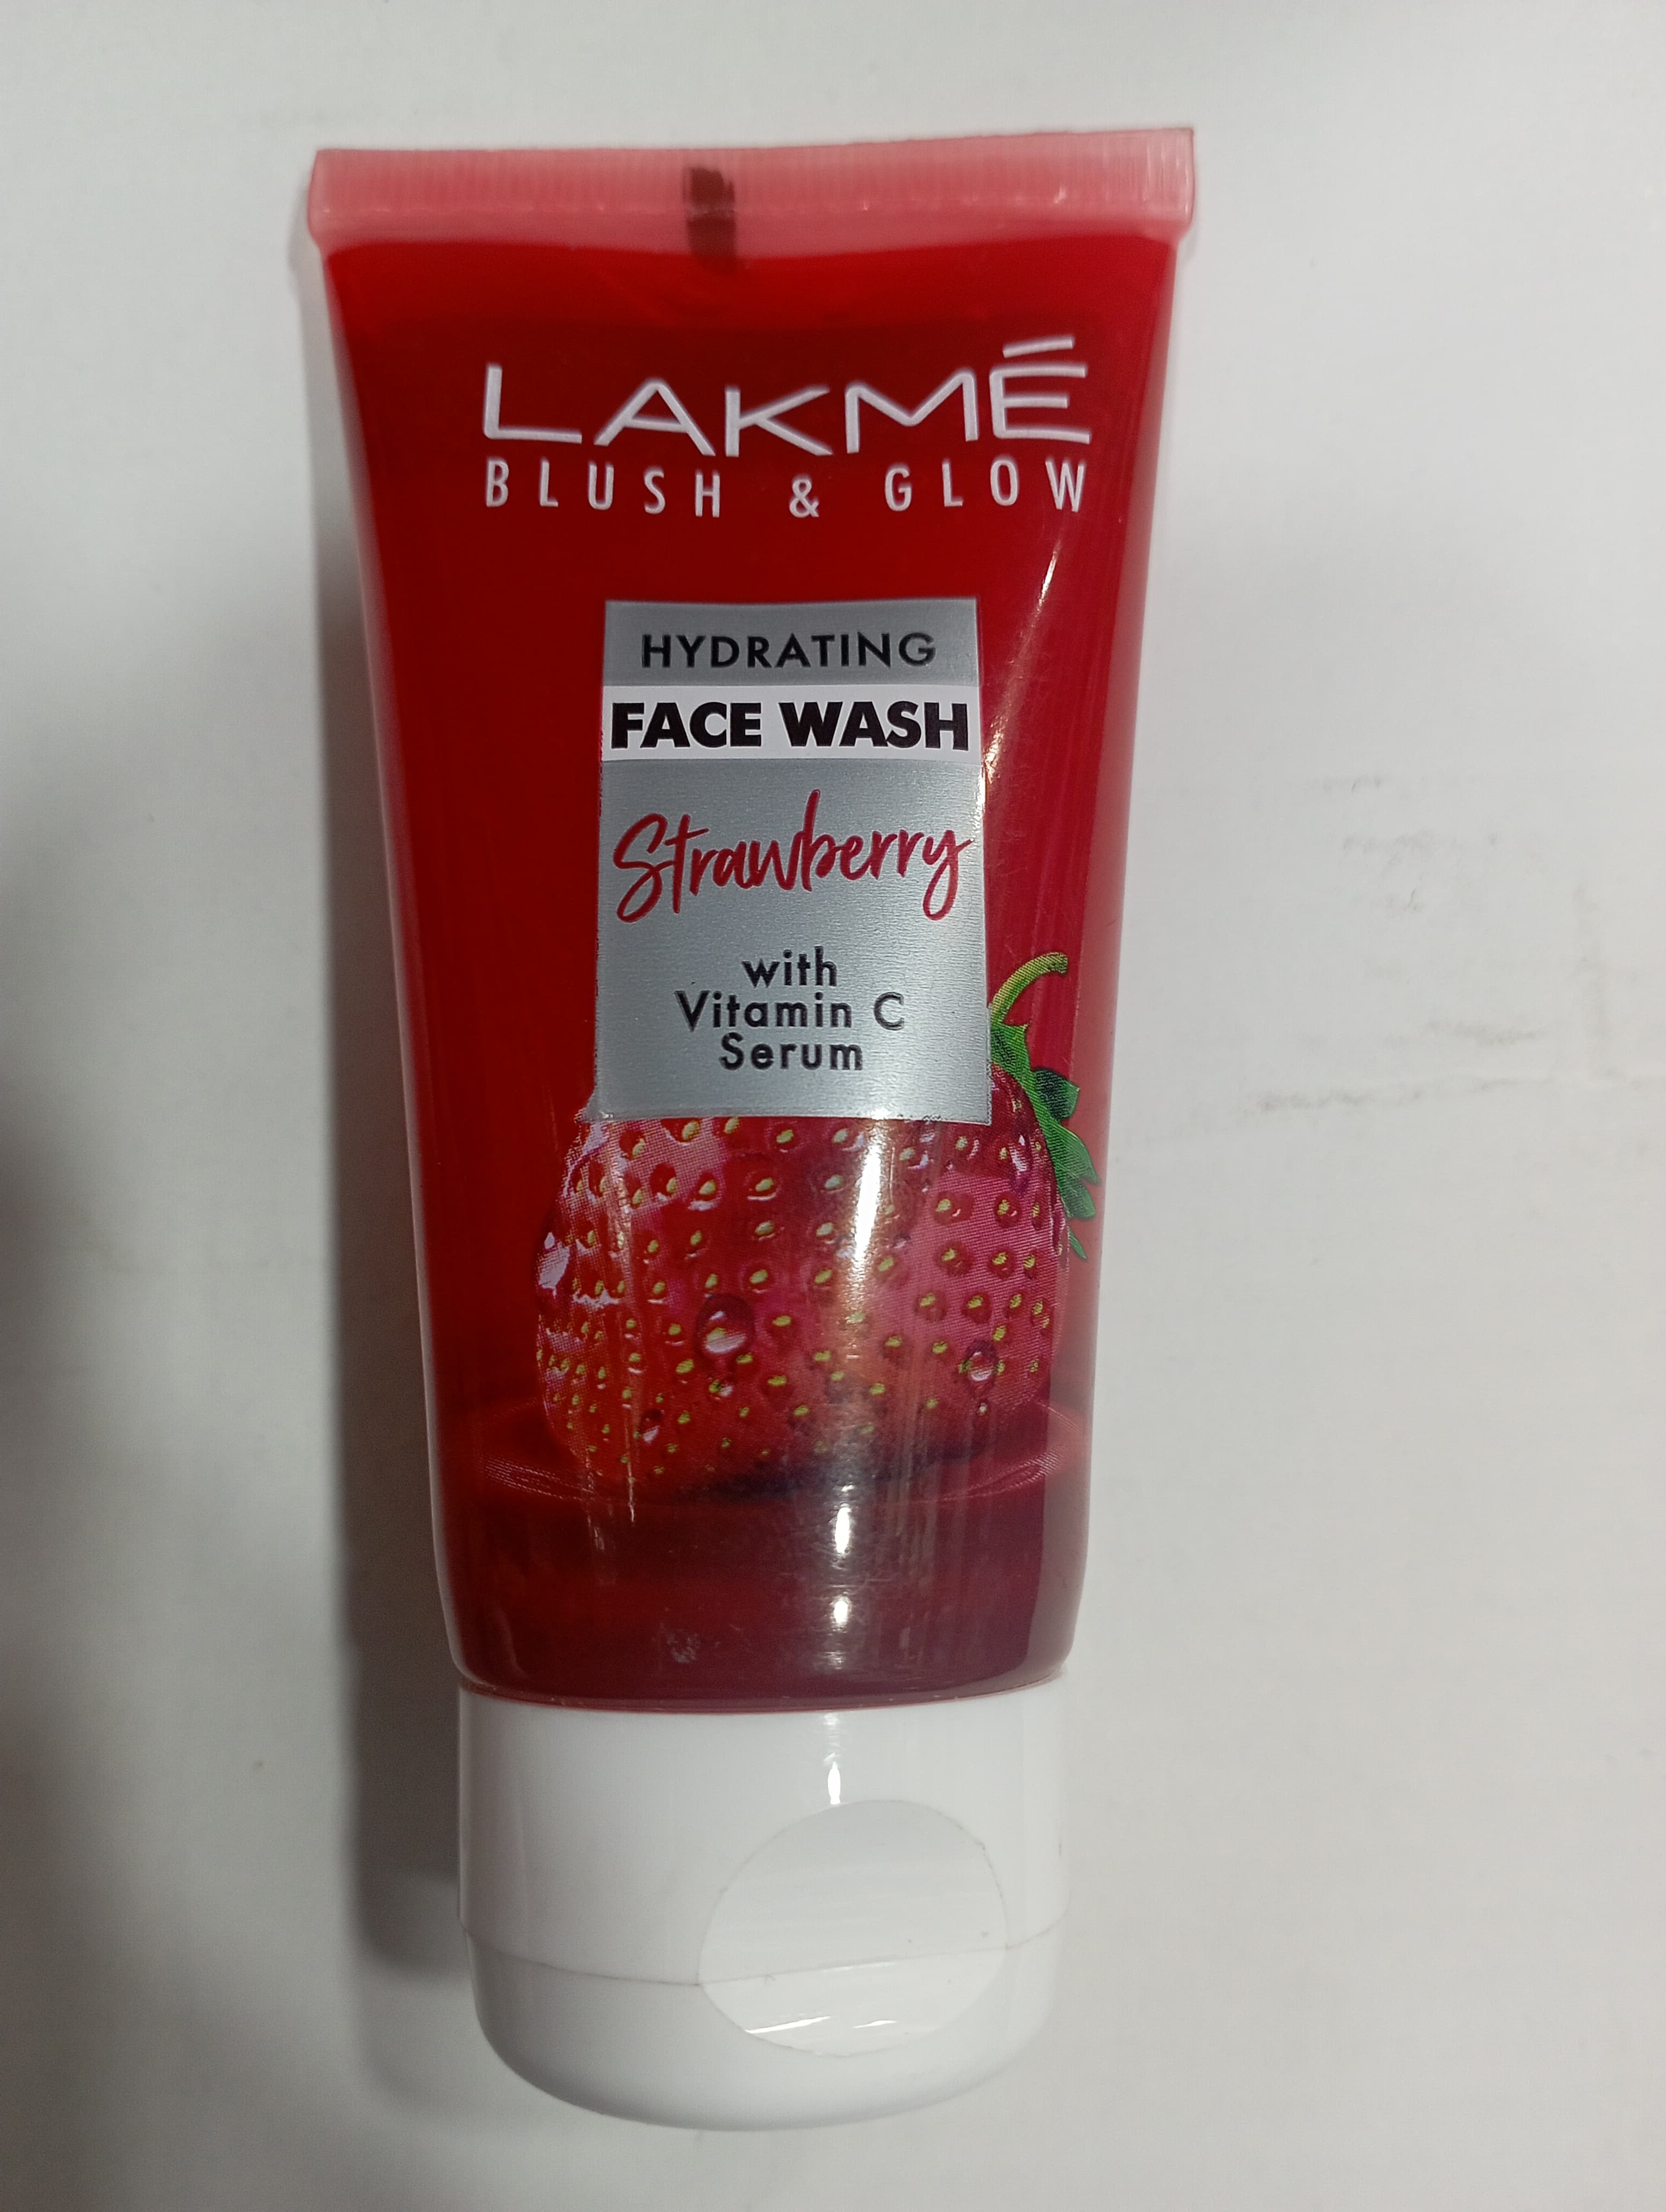 LAKMÉ
BLUSH & GLOW
HYDRATING
FACE WASH
Strawberry
with
Vitamin C
Serum